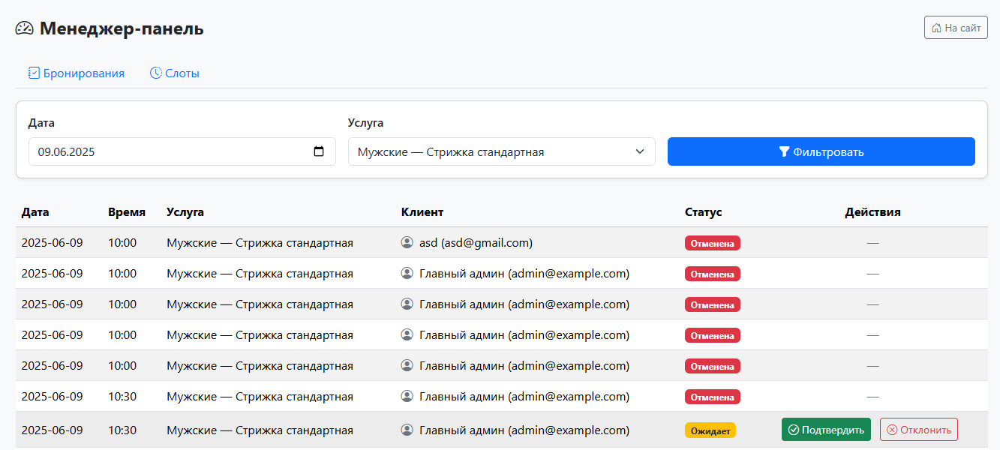 Менеджер-панель
На сайт
Бронирования Слоты
Дата Услуга
09.06.2025 Мужские — Стрижка стандартная Фильтровать
Дата Время Услуга Клиент Статус Действия
2025-06-09 10:00 Мужские — Стрижка стандартная asd (asd@gmail.com) Отменена —
2025-06-09 10:00 Мужские — Стрижка стандартная Главный админ (admin@example.com) Отменена —
2025-06-09 10:00 Мужские — Стрижка стандартная Главный админ (admin@example.com) Отменена —
2025-06-09 10:00 Мужские — Стрижка стандартная Главный админ (admin@example.com) Отменена —
2025-06-09 10:00 Мужские — Стрижка стандартная Главный админ (admin@example.com) Отменена —
2025-06-09 10:30 Мужские — Стрижка стандартная Главный админ (admin@example.com) Отменена —
2025-06-09 10:30 Мужские — Стрижка стандартная Главный админ (admin@example.com) Ожидает Подтвердить Отклонить